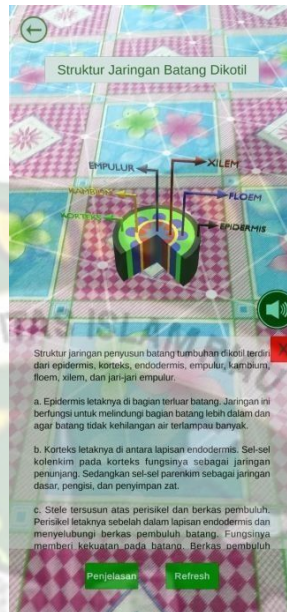 Struktur Jaringan Batang Dikotil
EMPULUR
XILEM
KAMBIUM
FLOEM
KORTEKS
EPIDERMIS
Struktur jaringan penyusun batang tumbuhan dikotil terdiri
dari epidermis, korteks, endodermis, empulur, kambium,
floem, xilem, dan jari-jari empulur.
a. Epidermis letaknya di bagian terluar batang. Jaringan ini
berfungsi untuk melindungi bagian batang lebih dalam dan
agar batang tidak kehilangan air terlampau banyak.
b. Korteks letaknya di antara lapisan endodermis. Sel-sel
kolenkim pada korteks fungsinya sebagai jaringan
penunjang. Sedangkan sel-sel parenkim sebagai jaringan
dasar, pengisi, dan penyimpan zat.
c. Stele tersusun atas perisikel dan berkas pembuluh.
Perisikel letaknya sebelah dalam lapisan endodermis dan
menyelubungi berkas pembuluh batang. Fungsinya
memberi kekuatan pada batang. Berkas pembuluh
Penjelasan
Refresh
X